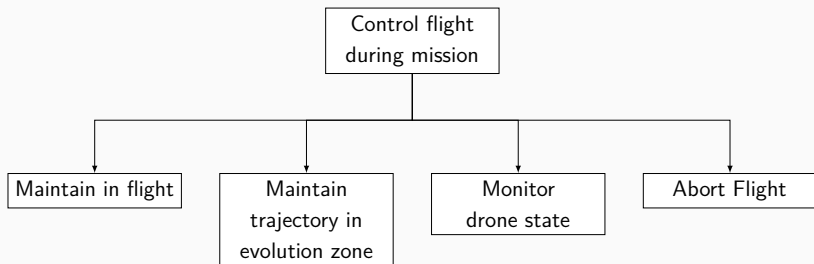 Control flight
during mission
Maintain in flight
Maintain
trajectory in
evolution zone
Monitor
drone state
Abort Flight